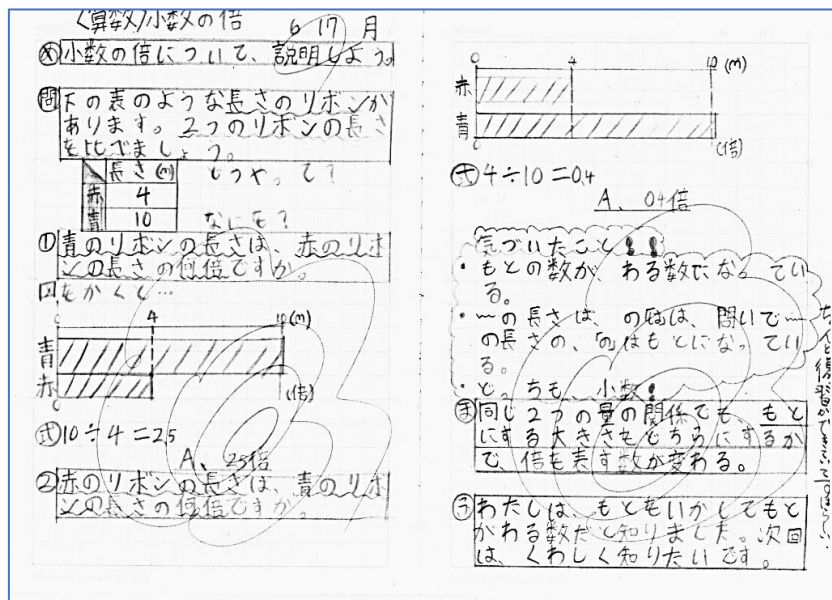 〈算数〉小数の倍 6 17 月
め 小数の倍について、説明しよう。
問 下の表のような長さのリボンが
あります。2つのリボンの長さ
を比べましょう。
長さ(m)
赤 4
青 10
どうやって?
なにを?
① 青のリボンの長さは、赤のリボ
ンの長さの何倍ですか。
図をかくと…
0 4 10 (m)
青
赤
0 (倍)
式 10÷4=2.5
A、2.5倍
② 赤のリボンの長さは、青のリボ
ンの長さの何倍ですか。
0 4 10 (m)
赤
青
0 (倍)
式 4÷10=0.4
A、0.4倍
気づいたこと!!
・もとの数が、わる数になってい
る。
・〜の長さは、の
は、問いで〜
の長さの、
はもとになってい
る。
・どっちも、小数!
ま 同じ2つの量の関係でも、もと
にする大きさをどちらにするか
で、倍を表す数が変わる。
ラ わたしは、もともいかしてもと
がわる数だと知りました。次回
は、くわしく知りたいです。